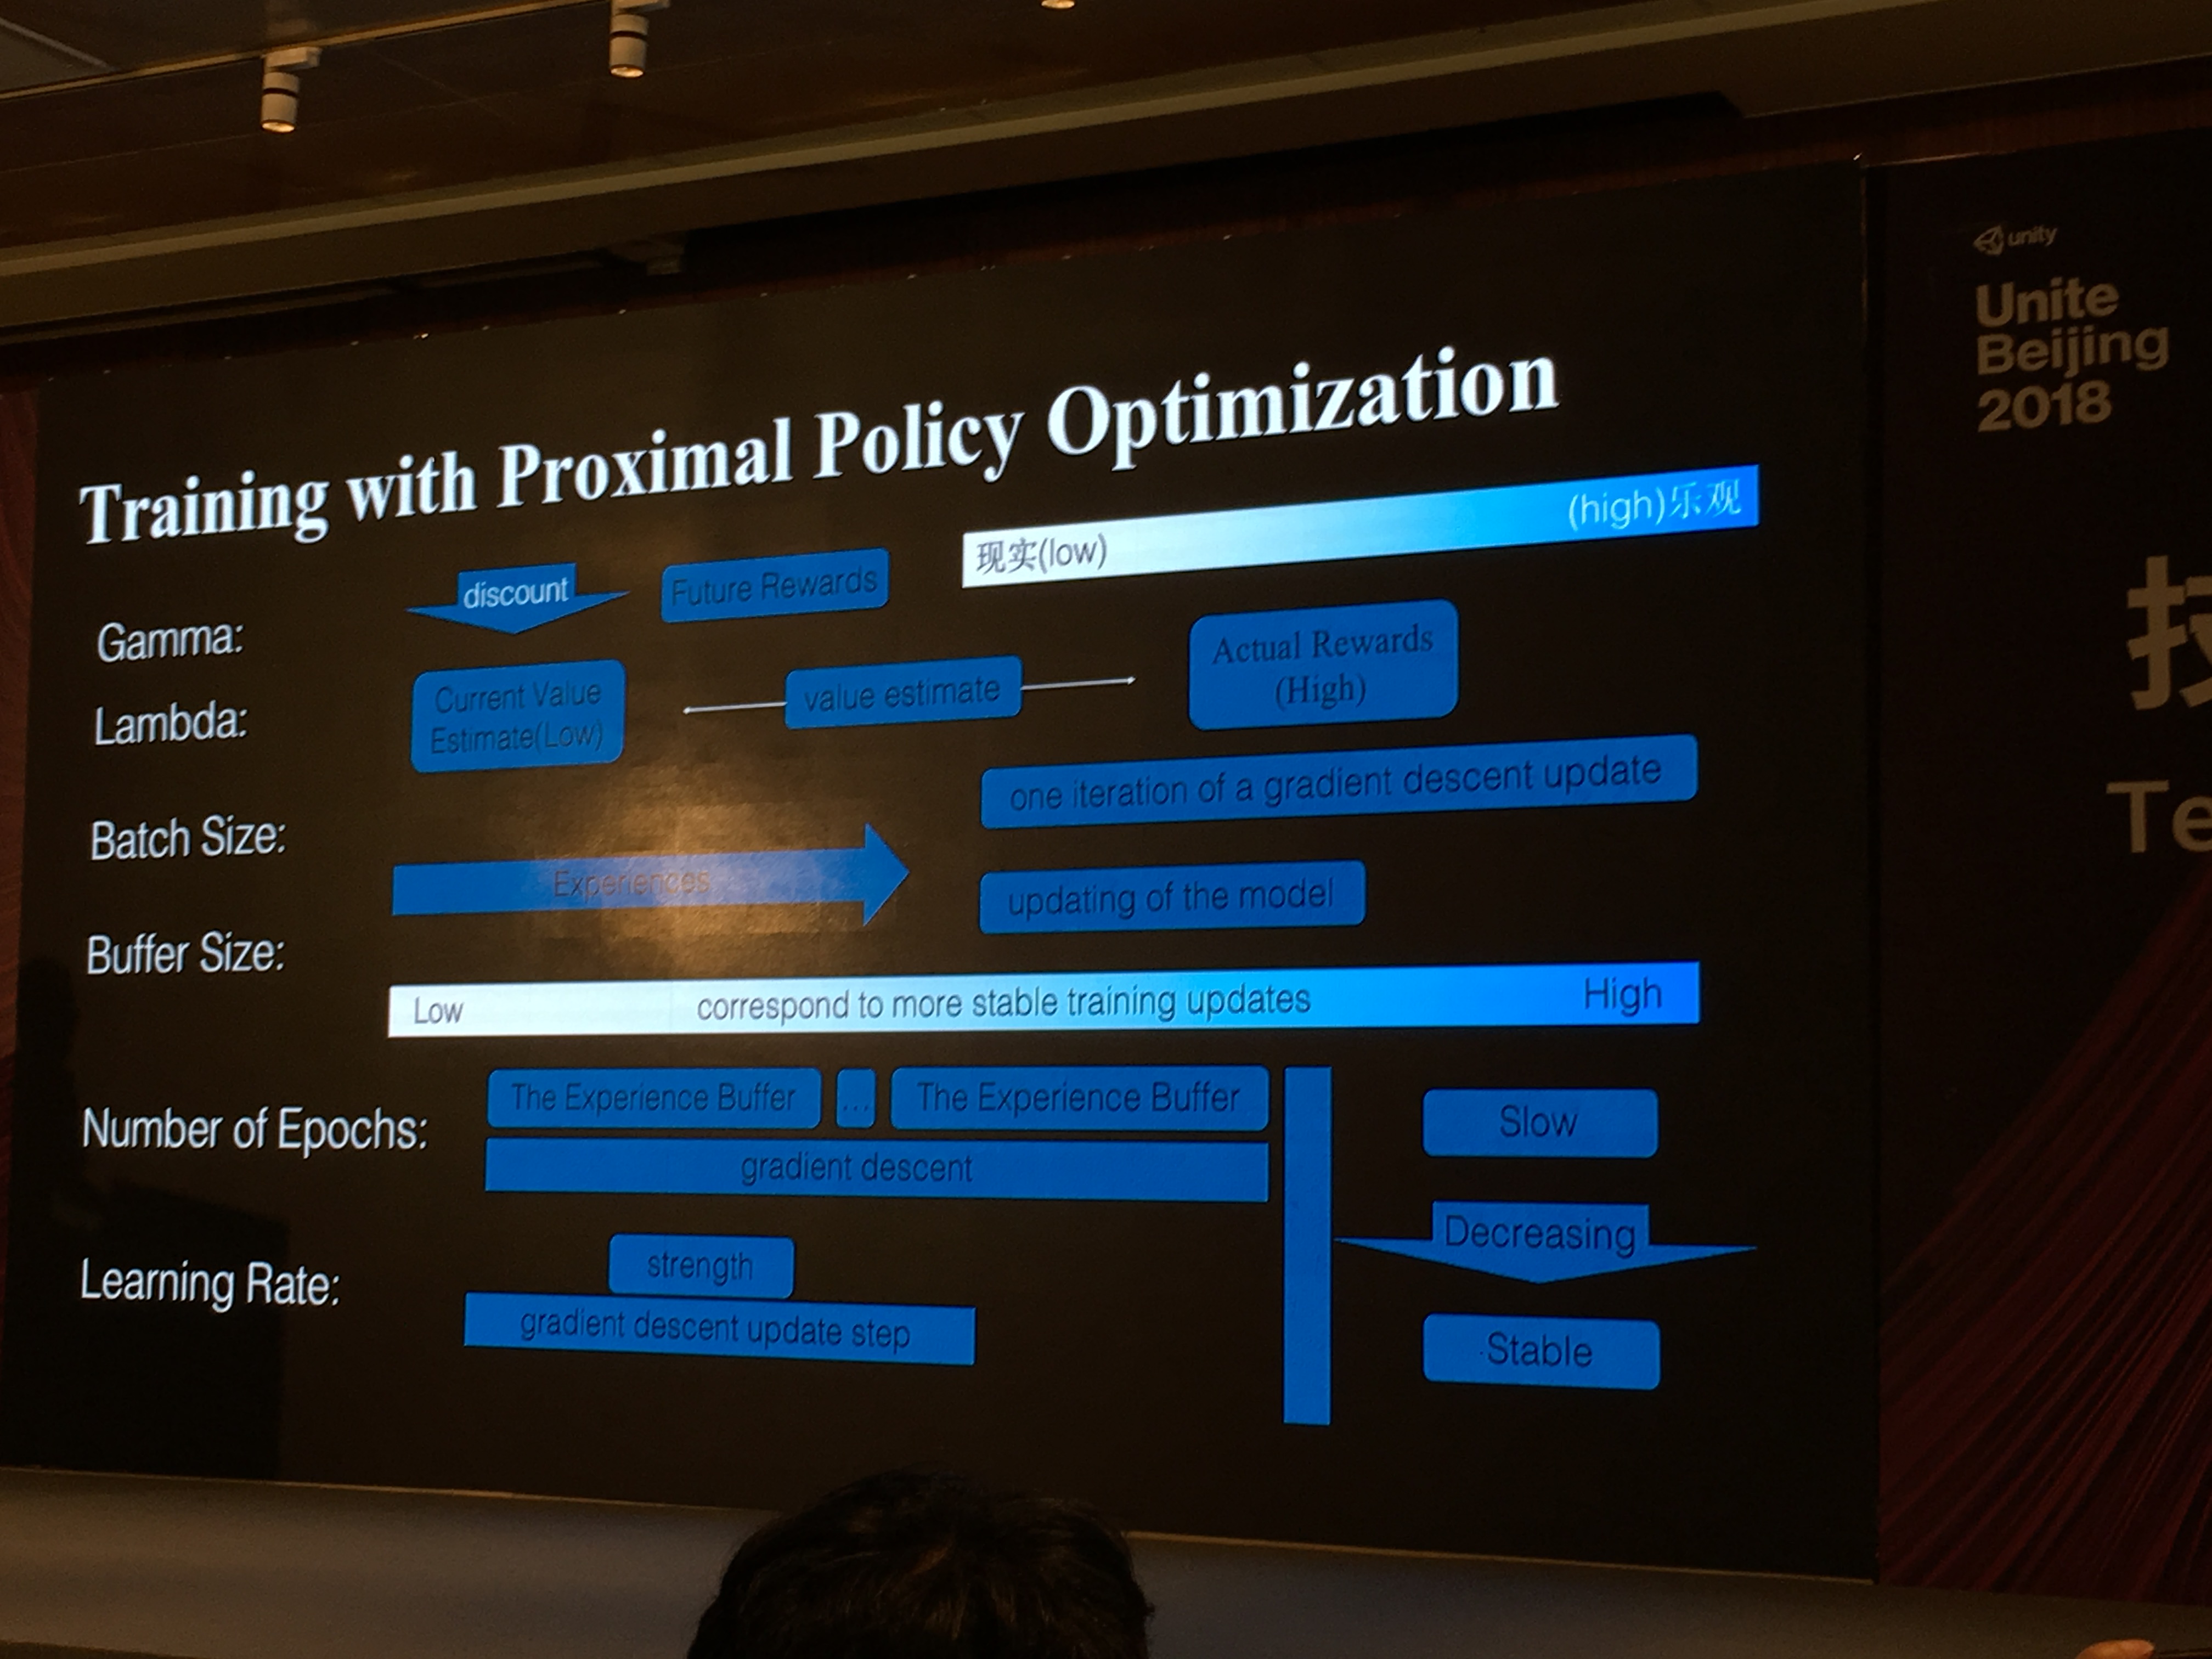 unity
Unite
Beijing
2018
Te
Training with Proximal Policy Optimization
现实(low)
(high)乐观
Gamma:
discount
Future Rewards
Lambda:
Current Value
Estimate(Low)
value estimate
Actual Rewards
(High)
Batch Size:
one iteration of a gradient descent update
Experiences
updating of the model
Buffer Size:
Low
correspond to more stable training updates
High
Number of Epochs:
The Experience Buffer
...
The Experience Buffer
gradient descent
Slow
Decreasing
Stable
Learning Rate:
strength
gradient descent update step